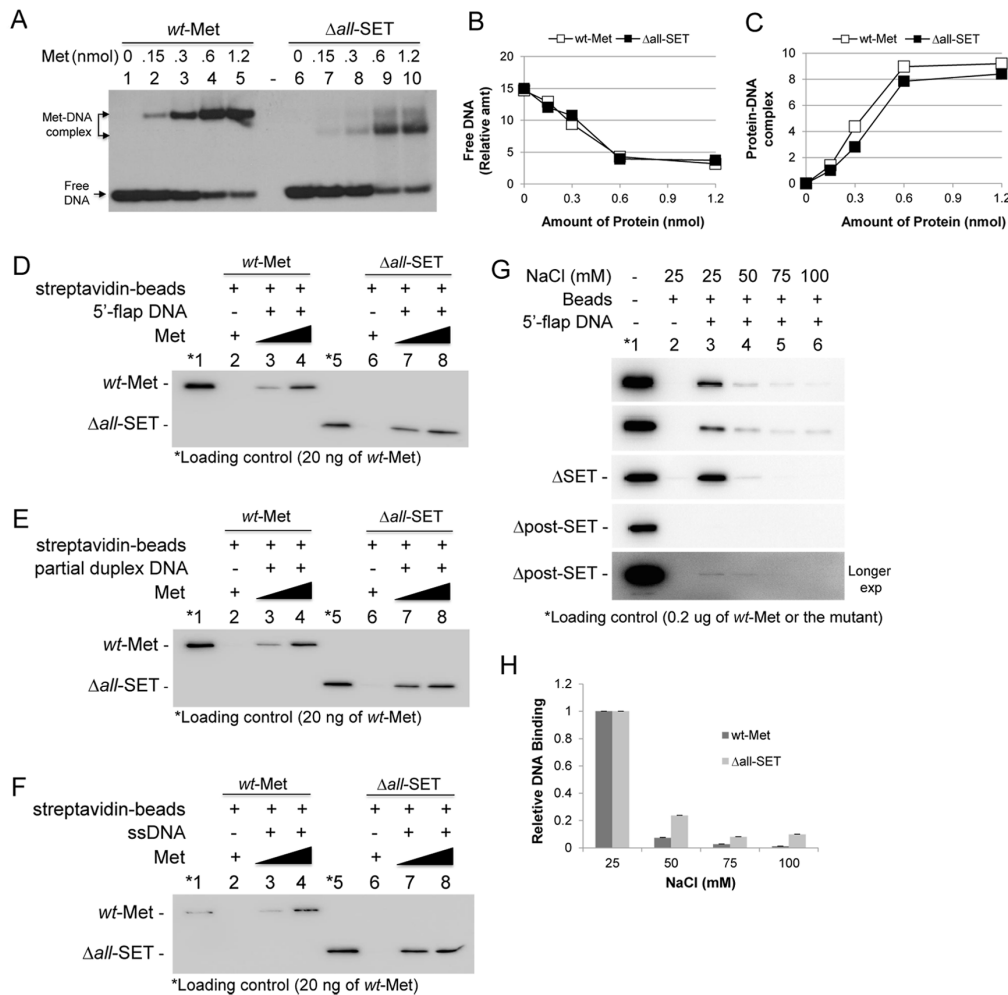 A
wt-Met
Δall-SET
Met (nmol) 0 .15 .3 .6 1.2 0 .15 .3 .6 1.2
1 2 3 4 5 - 6 7 8 9 10
Met-DNA
complex
Free
DNA
B
wt-Met Δall-SET
Free DNA
(Relative amt)
20
15
10
5
0
0 0.3 0.6 0.9 1.2
Amount of Protein (nmol)
C
wt-Met Δall-SET
Protein-DNA
complex
10
8
6
4
2
0
0 0.3 0.6 0.9 1.2
Amount of Protein (nmol)
D
wt-Met
Δall-SET
streptavidin-beads + + + + + +
5'-flap DNA - + + - + +
Met + +
*1 2 3 4 *5 6 7 8
wt-Met -
Δall-SET -
*Loading control (20 ng of wt-Met)
E
wt-Met
Δall-SET
streptavidin-beads + + + + + +
partial duplex DNA - + + - + +
Met + +
*1 2 3 4 *5 6 7 8
wt-Met -
Δall-SET -
*Loading control (20 ng of wt-Met)
F
wt-Met
Δall-SET
streptavidin-beads + + + + + +
ssDNA - + + - + +
Met + +
*1 2 3 4 *5 6 7 8
wt-Met -
Δall-SET -
*Loading control (20 ng of wt-Met)
G
NaCl (mM) - 25 25 50 75 100
Beads - + + + + +
5'-flap DNA - - + + + +
*1 2 3 4 5 6
ΔSET -
Δpost-SET -
Δpost-SET -
Longer
exp
*Loading control (0.2 ug of wt-Met or the mutant)
H
Reletive DNA Binding
1.2
1
0.8
0.6
0.4
0.2
0
25 50 75 100
NaCl (mM)
wt-Met
Δall-SET